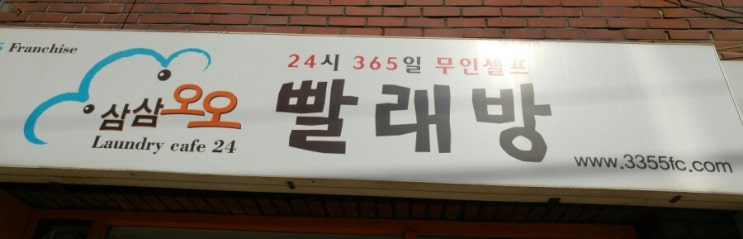 Franchise
삼삼오오
Laundry cafe 24
24시 365일 무인셀프
빨래방
www.3355fc.com